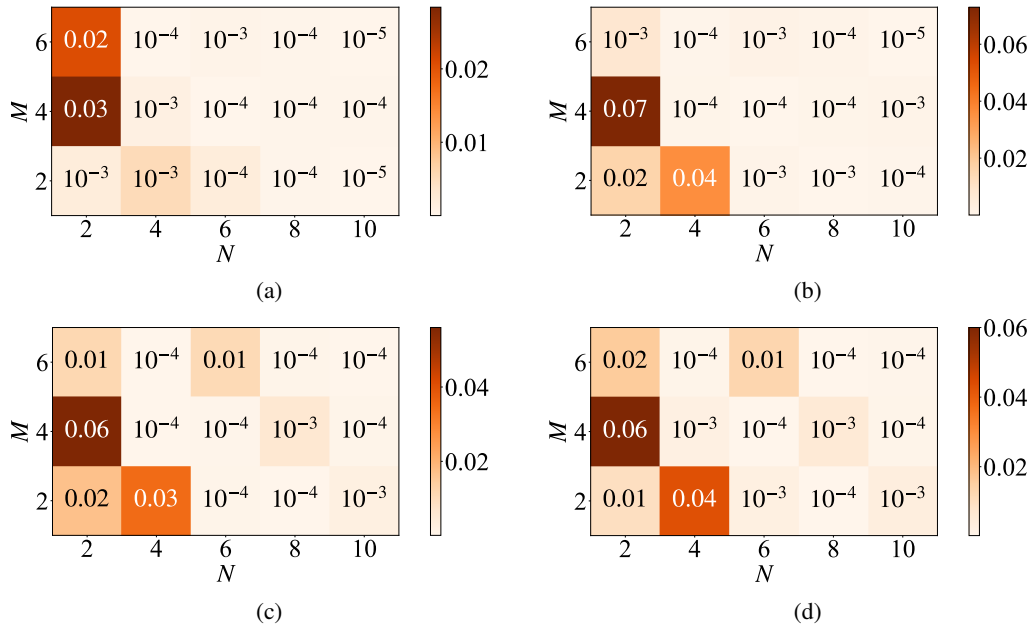 6 0.02 10⁻⁴ 10⁻³ 10⁻⁴ 10⁻⁵ 0.02
M 4 0.03 10⁻³ 10⁻⁴ 10⁻⁴ 10⁻⁴ 0.01
2 10⁻³ 10⁻³ 10⁻⁴ 10⁻⁴ 10⁻⁵
2 4 6 8 10
N
(a)
6 10⁻³ 10⁻⁴ 10⁻³ 10⁻⁴ 10⁻⁵ 0.06
M 4 0.07 10⁻⁴ 10⁻⁴ 10⁻⁴ 10⁻³ 0.04
2 0.02 0.04 10⁻³ 10⁻³ 10⁻⁴ 0.02
2 4 6 8 10
N
(b)
6 0.01 10⁻⁴ 0.01 10⁻⁴ 10⁻⁴ 0.04
M 4 0.06 10⁻⁴ 10⁻⁴ 10⁻³ 10⁻⁴ 0.02
2 0.02 0.03 10⁻⁴ 10⁻⁴ 10⁻³
2 4 6 8 10
N
(c)
0.06
6 0.02 10⁻⁴ 0.01 10⁻⁴ 10⁻⁴ 0.04
M 4 0.06 10⁻³ 10⁻⁴ 10⁻³ 10⁻⁴ 0.02
2 0.01 0.04 10⁻³ 10⁻⁴ 10⁻³
2 4 6 8 10
N
(d)